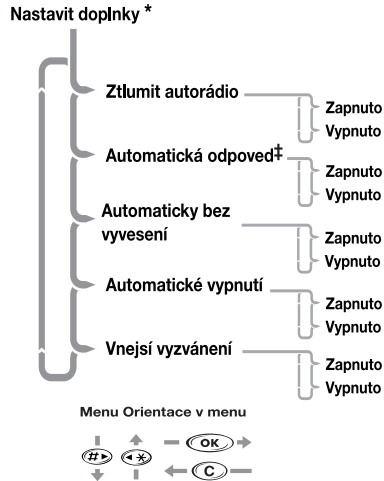 Nastavit doplnky *
Ztlumit autorádio
Zapnuto
Vypnuto
Automatická odpoved‡
Zapnuto
Vypnuto
Automaticky bez
vyvesení
Zapnuto
Vypnuto
Automatické vypnutí
Zapnuto
Vypnuto
Vnejsí vyzvánení
Zapnuto
Vypnuto
Menu Orientace v menu
# * OK
C